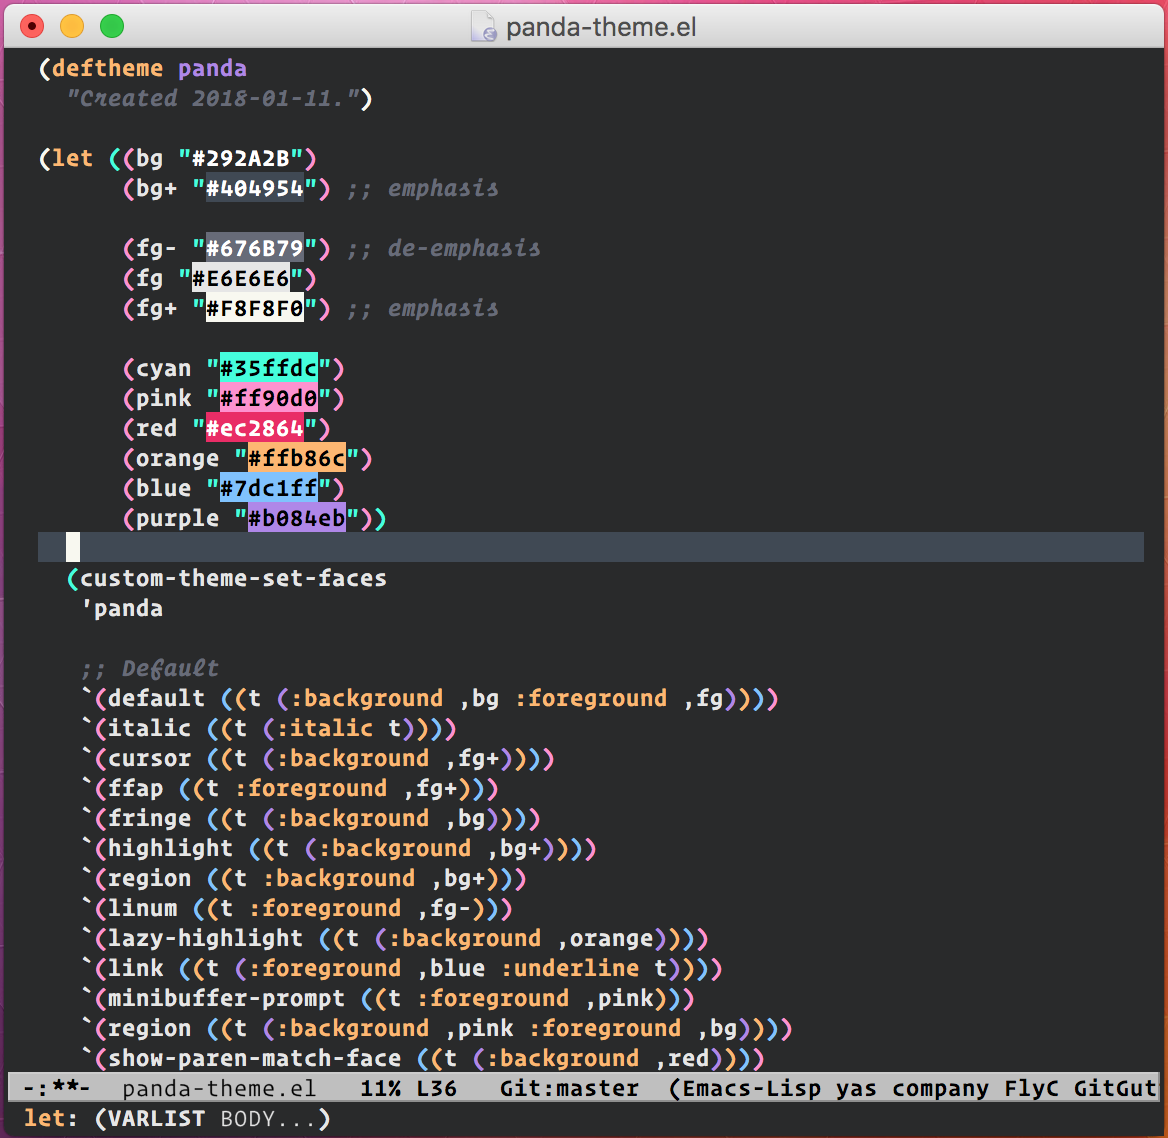 panda-theme.el
(deftheme panda
  "Created 2018-01-11.")
(let ((bg "#292A2B")
      (bg+ "#404954") ;; emphasis
      (fg- "#676B79") ;; de-emphasis
      (fg "#E6E6E6")
      (fg+ "#F8F8F0") ;; emphasis
      (cyan "#35ffdc")
      (pink "#ff90d0")
      (red "#ec2864")
      (orange "#ffb86c")
      (blue "#7dc1ff")
      (purple "#b084eb"))
  (custom-theme-set-faces
   'panda
   ;; Default
   `(default ((t (:background ,bg :foreground ,fg))))
   `(italic ((t (:italic t))))
   `(cursor ((t (:background ,fg+))))
   `(ffap ((t :foreground ,fg+)))
   `(fringe ((t (:background ,bg))))
   `(highlight ((t (:background ,bg+))))
   `(region ((t :background ,bg+)))
   `(linum ((t :foreground ,fg-)))
   `(lazy-highlight ((t (:background ,orange))))
   `(link ((t (:foreground ,blue :underline t))))
   `(minibuffer-prompt ((t :foreground ,pink)))
   `(region ((t (:background ,pink :foreground ,bg))))
   `(show-paren-match-face ((t (:background ,red))))
-:**-  panda-theme.el   11% L36   Git:master  (Emacs-Lisp yas company FlyC GitGut
let: (VARLIST BODY...)